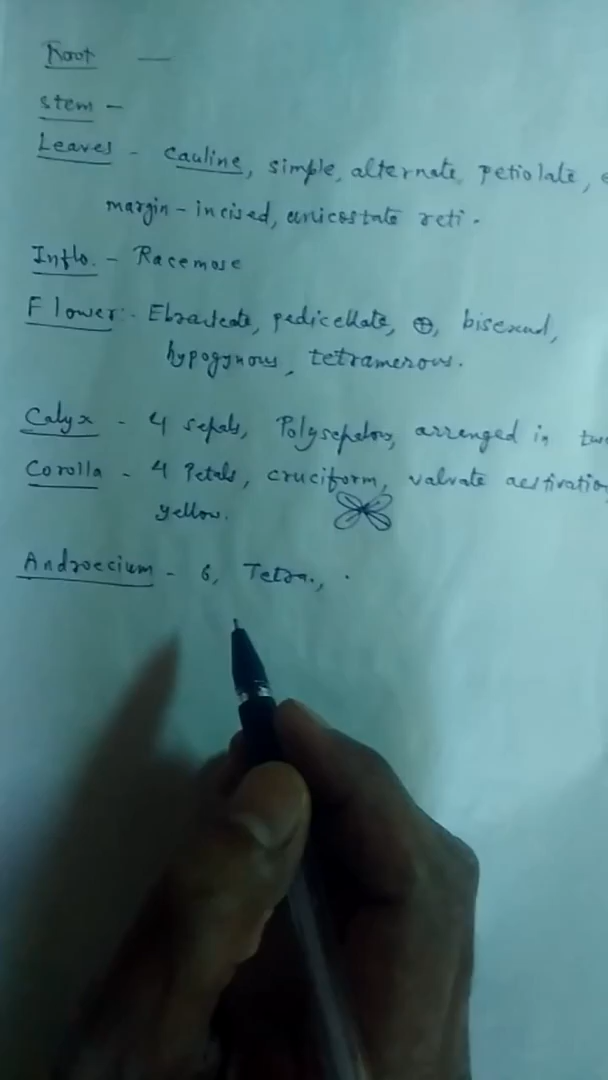 Root —
Stem -
Leaves - cauline, simple, alternate, petiolate,
margin-incised, unicostate reti.
Inflo. - Racemose
Flower:- Ebracteate, pedicellate, ⊕, bisexual,
hypogynous, tetramerous.
Calyx - 4 sepals, Polysepalous, arranged in
Corolla - 4 Petals, cruciform, valvate aestivation,
yellow.
Androecium - 6, Tetra.,